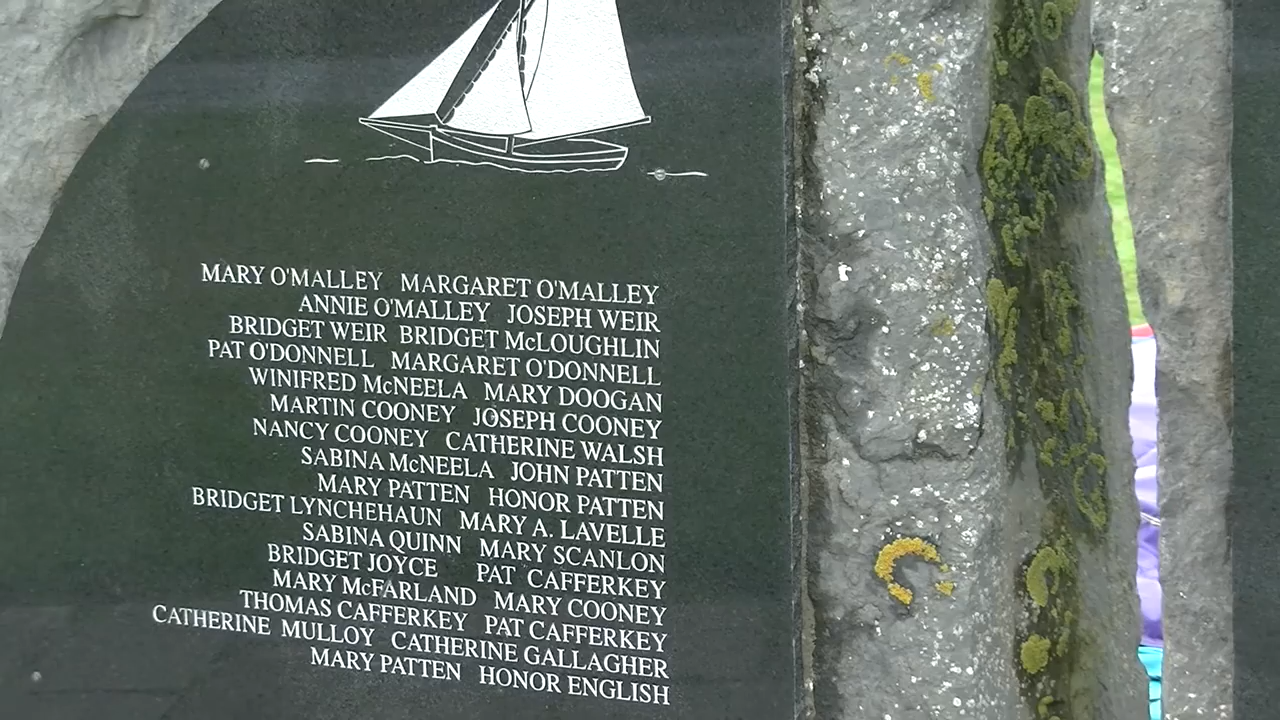 MARY O'MALLEY MARGARET O'MALLEY
ANNIE O'MALLEY JOSEPH WEIR
BRIDGET WEIR BRIDGET McLOUGHLIN
PAT O'DONNELL MARGARET O'DONNELL
WINIFRED McNEELA MARY DOOGAN
MARTIN COONEY JOSEPH COONEY
NANCY COONEY CATHERINE WALSH
SABINA McNEELA JOHN PATTEN
MARY PATTEN HONOR PATTEN
BRIDGET LYNCHEHAUN MARY A. LAVELLE
SABINA QUINN MARY SCANLON
BRIDGET JOYCE PAT CAFFERKEY
MARY McFARLAND MARY COONEY
THOMAS CAFFERKEY PAT CAFFERKEY
CATHERINE MULLOY CATHERINE GALLAGHER
MARY PATTEN HONOR ENGLISH